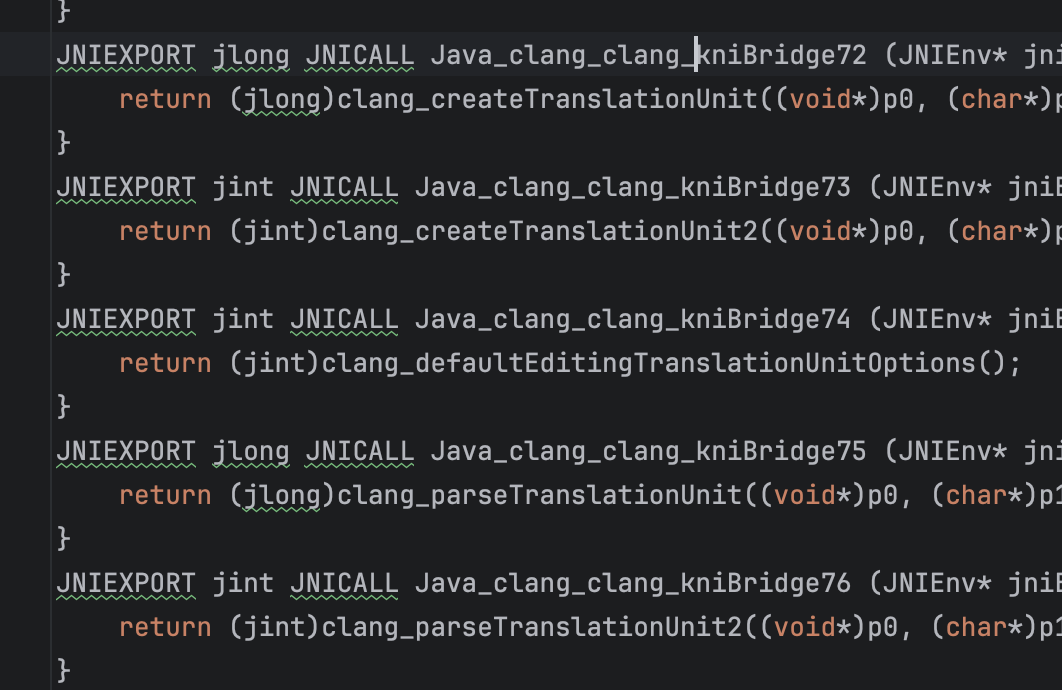 }
JNIEXPORT jlong JNICALL Java_clang_clang_kniBridge72 (JNIEnv* jni
    return (jlong)clang_createTranslationUnit((void*)p0, (char*)p
}
JNIEXPORT jint JNICALL Java_clang_clang_kniBridge73 (JNIEnv* jniE
    return (jint)clang_createTranslationUnit2((void*)p0, (char*)p
}
JNIEXPORT jint JNICALL Java_clang_clang_kniBridge74 (JNIEnv* jniE
    return (jint)clang_defaultEditingTranslationUnitOptions();
}
JNIEXPORT jlong JNICALL Java_clang_clang_kniBridge75 (JNIEnv* jni
    return (jlong)clang_parseTranslationUnit((void*)p0, (char*)p1
}
JNIEXPORT jint JNICALL Java_clang_clang_kniBridge76 (JNIEnv* jniE
    return (jint)clang_parseTranslationUnit2((void*)p0, (char*)p1
}